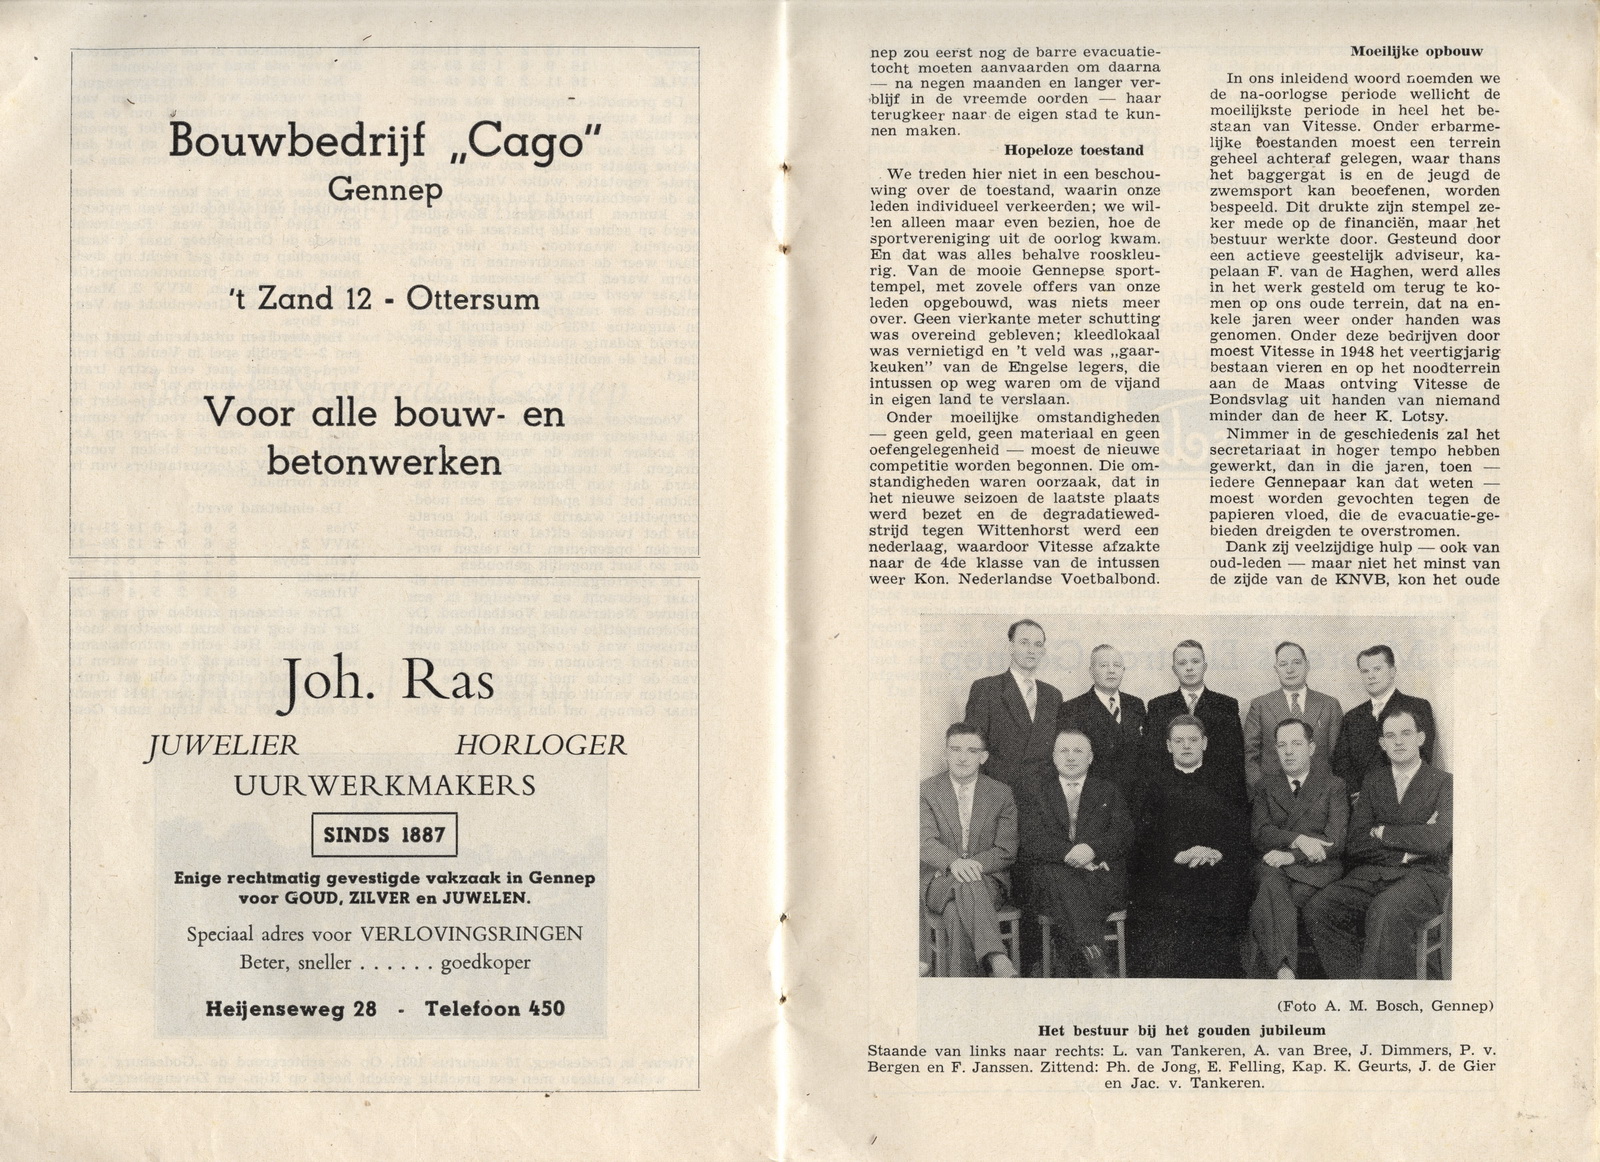 Bouwbedrijf „Cago”
Gennep
't Zand 12 - Ottersum
Voor alle bouw- en
betonwerken
Joh. Ras
JUWELIER HORLOGER
UURWERKMAKERS
SINDS 1887
Enige rechtmatig gevestigde vakzaak in Gennep
voor GOUD, ZILVER en JUWELEN.
Speciaal adres voor VERLOVINGSRINGEN
Beter, sneller . . . . . . goedkoper
Heijenseweg 28 - Telefoon 450
nep zou eerst nog de barre evacuatie-
tocht moeten aanvaarden om daarna
— na negen maanden en langer ver-
blijf in de vreemde oorden — haar
terugkeer naar de eigen stad te kun-
nen maken.
Hopeloze toestand
We treden hier niet in een beschou-
wing over de toestand, waarin onze
leden individueel verkeerden; we wil-
len alleen maar even bezien, hoe de
sportvereniging uit de oorlog kwam.
En dat was alles behalve rooskleu-
rig. Van de mooie Gennepse sport-
tempel, met zovele offers van onze
leden opgebouwd, was niets meer
over. Geen vierkante meter schutting
was overeind gebleven; kleedlokaal
was vernietigd en 't veld was „gaar-
keuken” van de Engelse legers, die
intussen op weg waren om de vijand
in eigen land te verslaan.
Onder moeilijke omstandigheden
— geen geld, geen materiaal en geen
oefengelegenheid — moest de nieuwe
competitie worden begonnen. Die om-
standigheden waren oorzaak, dat in
het nieuwe seizoen de laatste plaats
werd bezet en de degradatiewed-
strijd tegen Wittenhorst werd een
nederlaag, waardoor Vitesse afzakte
naar de 4de klasse van de intussen
weer Kon. Nederlandse Voetbalbond.
Moeilijke opbouw
In ons inleidend woord noemden we
de na-oorlogse periode wellicht de
moeilijkste periode in heel het be-
staan van Vitesse. Onder erbarme-
lijke toestanden moest een terrein
geheel achteraf gelegen, waar thans
het baggergat is en de jeugd de
zwemsport kan beoefenen, worden
bespeeld. Dit drukte zijn stempel ze-
ker mede op de financiën, maar het
bestuur werkte door. Gesteund door
een actieve geestelijk adviseur, ka-
pelaan F. van de Haghen, werd alles
in het werk gesteld om terug te ko-
men op ons oude terrein, dat na en-
kele jaren weer onder handen was
genomen. Onder deze bedrijven door
moest Vitesse in 1948 het veertigjarig
bestaan vieren en op het noodterrein
aan de Maas ontving Vitesse de
Bondsvlag uit handen van niemand
minder dan de heer K. Lotsy.
Nimmer in de geschiedenis zal het
secretariaat in hoger tempo hebben
gewerkt, dan in die jaren, toen —
iedere Gennepaar kan dat weten —
moest worden gevochten tegen de
papieren vloed, die de evacuatie-ge-
bieden dreigden te overstromen.
Dank zij veelzijdige hulp — ook van
oud-leden — maar niet het minst van
de zijde van de KNVB, kon het oude
(Foto A. M. Bosch, Gennep)
Het bestuur bij het gouden jubileum
Staande van links naar rechts: L. van Tankeren, A. van Bree, J. Dimmers, P. v.
Bergen en F. Janssen. Zittend: Ph. de Jong, E. Felling, Kap. K. Geurts, J. de Gier
en Jac. v. Tankeren.